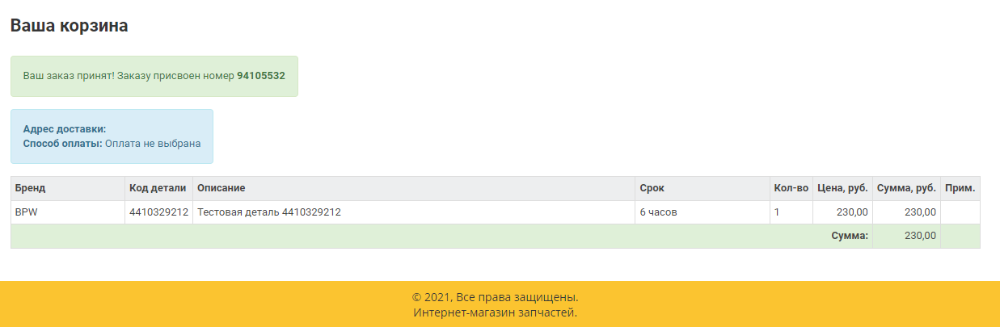 Ваша корзина
Ваш заказ принят! Заказу присвоен номер 94105532
Адрес доставки:
Способ оплаты: Оплата не выбрана
Бренд Код детали Описание Срок Кол-во Цена, руб. Сумма, руб. Прим.
BPW 4410329212 Тестовая деталь 4410329212 6 часов 1 230,00 230,00
Сумма: 230,00
© 2021, Все права защищены.
Интернет-магазин запчастей.